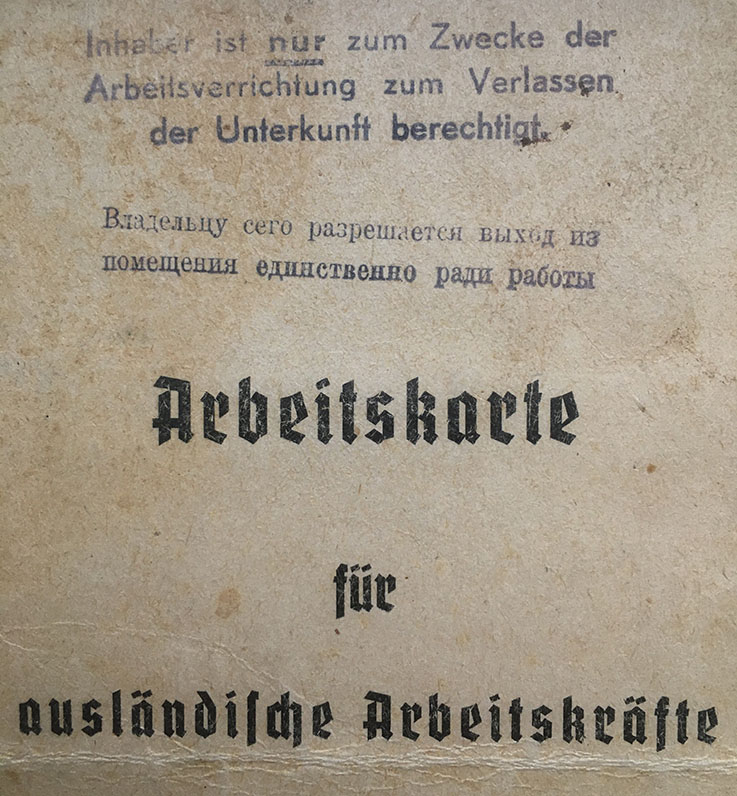 Inhaber ist nur zum Zwecke der
Arbeitsverrichtung zum Verlassen
der Unterkunft berechtigt.
Владельцу сего разрешается выход из
помещения единственно ради работы
Arbeitskarte
für
ausländiſche Arbeitskräfte